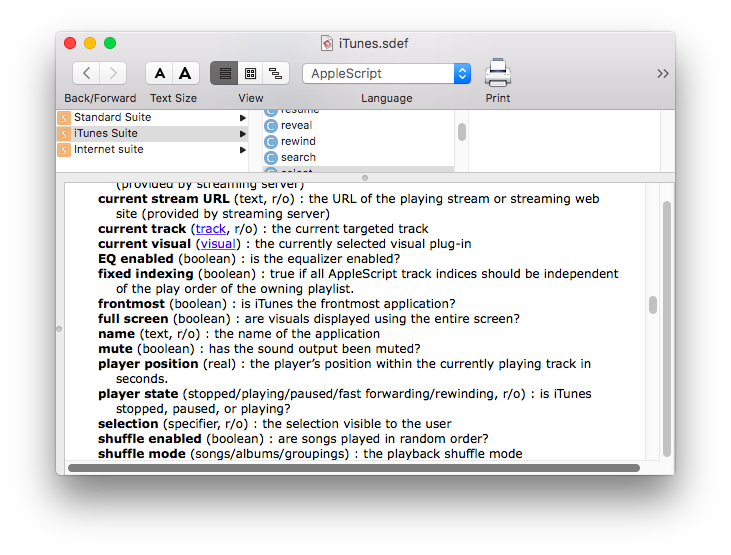 iTunes.sdef
A A
AppleScript
Back/Forward Text Size View Language Print
S Standard Suite
S iTunes Suite
S Internet suite
C resume
C reveal
C rewind
C search
select
(provided by streaming server)
current stream URL (text, r/o) : the URL of the playing stream or streaming web
site (provided by streaming server)
current track (track, r/o) : the current targeted track
current visual (visual) : the currently selected visual plug-in
EQ enabled (boolean) : is the equalizer enabled?
fixed indexing (boolean) : true if all AppleScript track indices should be independent
of the play order of the owning playlist.
frontmost (boolean) : is iTunes the frontmost application?
full screen (boolean) : are visuals displayed using the entire screen?
name (text, r/o) : the name of the application
mute (boolean) : has the sound output been muted?
player position (real) : the player’s position within the currently playing track in
seconds.
player state (stopped/playing/paused/fast forwarding/rewinding, r/o) : is iTunes
stopped, paused, or playing?
selection (specifier, r/o) : the selection visible to the user
shuffle enabled (boolean) : are songs played in random order?
shuffle mode (songs/albums/groupings) : the playback shuffle mode